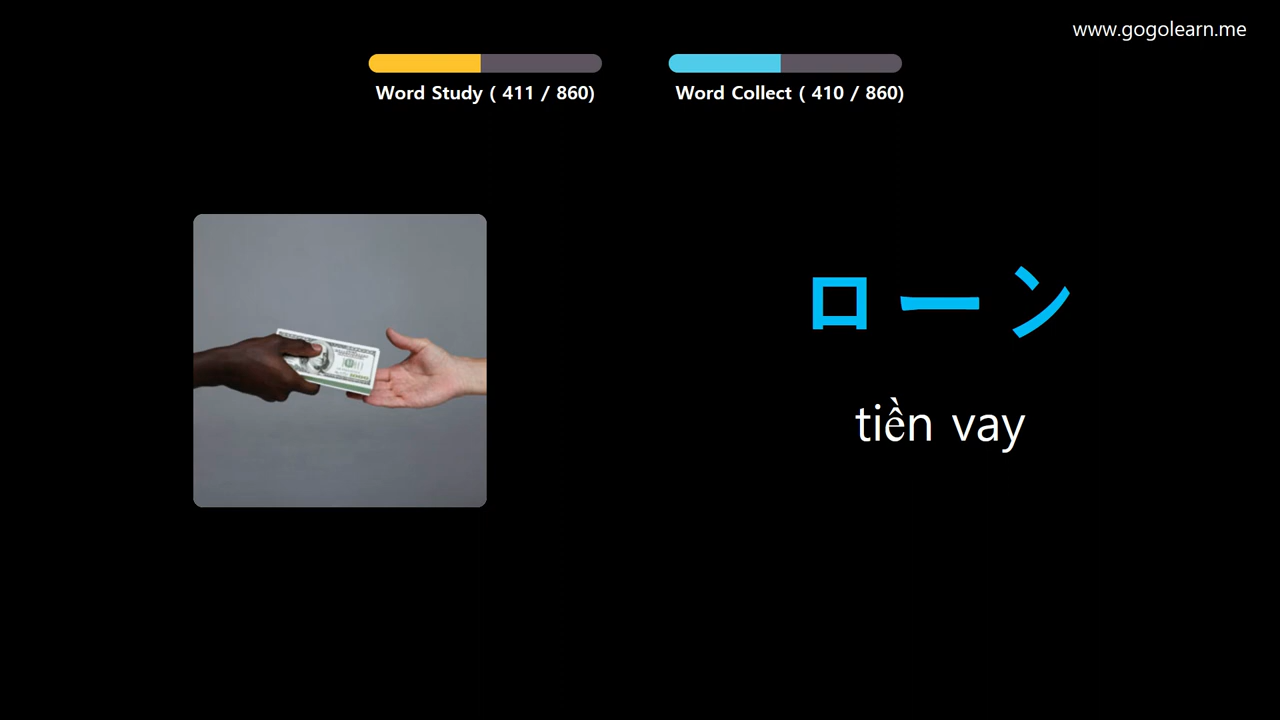 www.gogolearn.me
Word Study ( 411 / 860)
Word Collect ( 410 / 860)
ローン
tiền vay